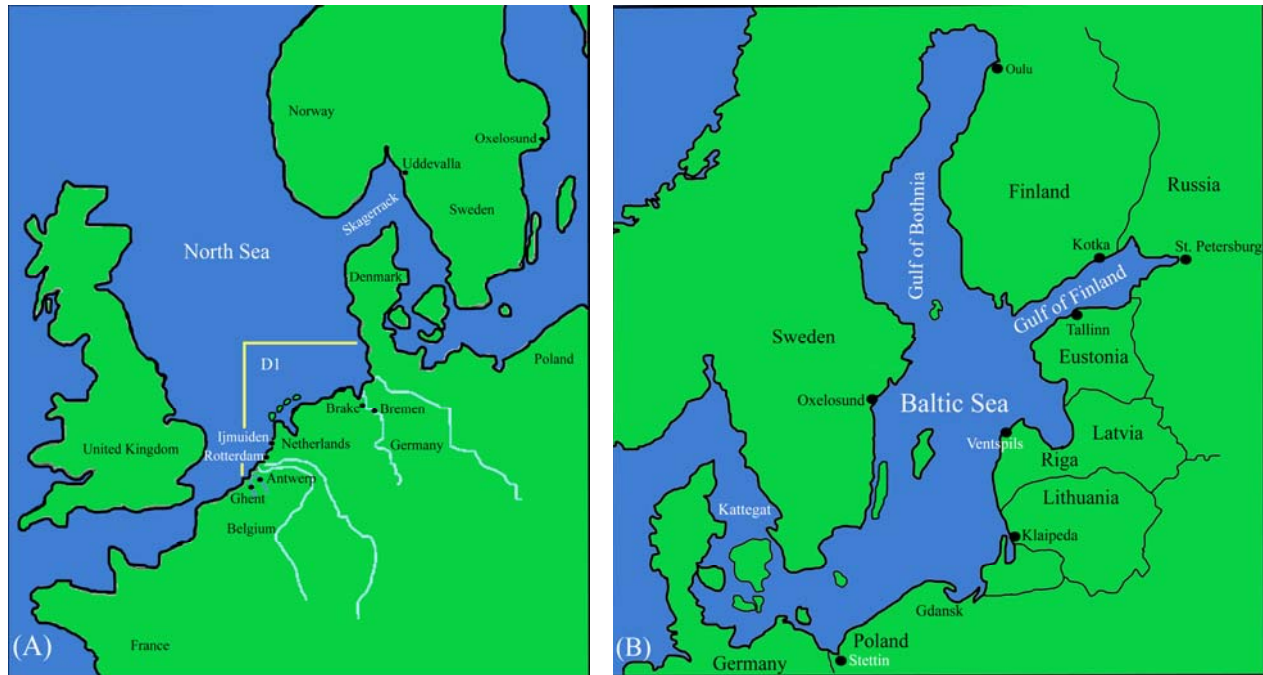 Norway
Oxelosund
Uddevalla
Skagerrack
Sweden
North Sea
Denmark
D1
Poland
Brake
Bremen
Ijmuiden
Netherlands
Germany
United Kingdom
Rotterdam
Antwerp
Ghent
Belgium
France
(A)
Oulu
Gulf of Bothnia
Finland
Russia
Kotka
St. Petersburg
Gulf of Finland
Tallinn
Sweden
Eustonia
Oxelosund
Baltic Sea
Latvia
Ventspils
Riga
Lithuania
Kattegat
Klaipeda
Gdansk
Poland
Germany
Stettin
(B)